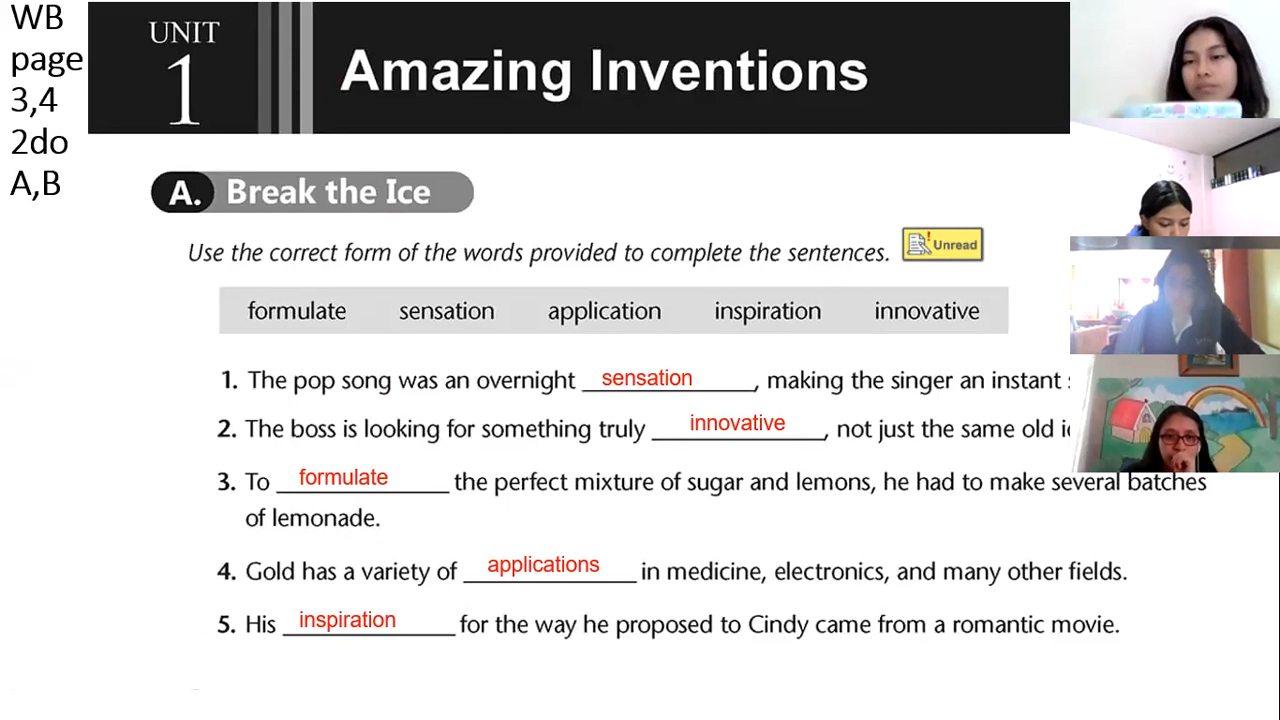 WB
page
3,4
2do
A,B
UNIT
1
Amazing Inventions
A. Break the Ice
Use the correct form of the words provided to complete the sentences.
Unread
formulate sensation application inspiration innovative
1. The pop song was an overnight sensation, making the singer an instant
2. The boss is looking for something truly innovative, not just the same old
3. To formulate the perfect mixture of sugar and lemons, he had to make several batches
of lemonade.
4. Gold has a variety of applications in medicine, electronics, and many other fields.
5. His inspiration for the way he proposed to Cindy came from a romantic movie.